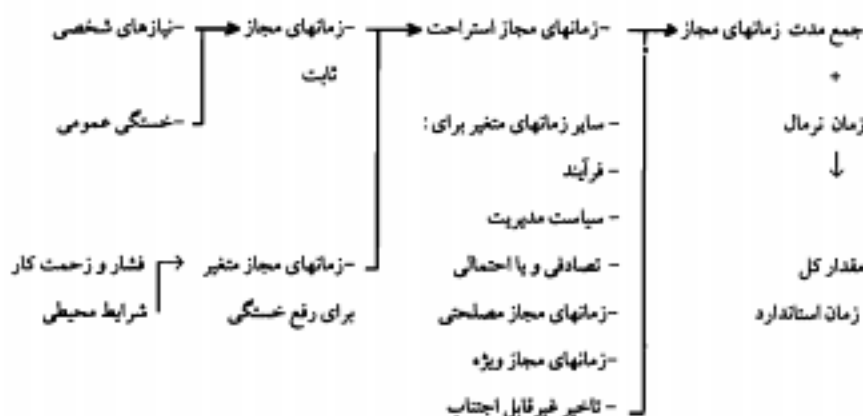 -نیازهای شخصی
-زمانهای مجاز
-زمانهای مجاز استراحت
جمع مدت زمانهای مجاز
ثابت
+
-خستگی عمومی
- سایر زمانهای متغیر برای :
زمان نرمال
- فرآیند
- سیاست مدیریت
فشار و زحمت کار
-زمانهای مجاز متغیر
- تصادفی و یا احتمالی
مقدار کل
شرایط محیطی
برای رفع خستگی
-زمانهای مجاز مصلحتی
زمان استاندارد
-زمانهای مجاز ویژه
- تاخیر غیرقابل اجتناب